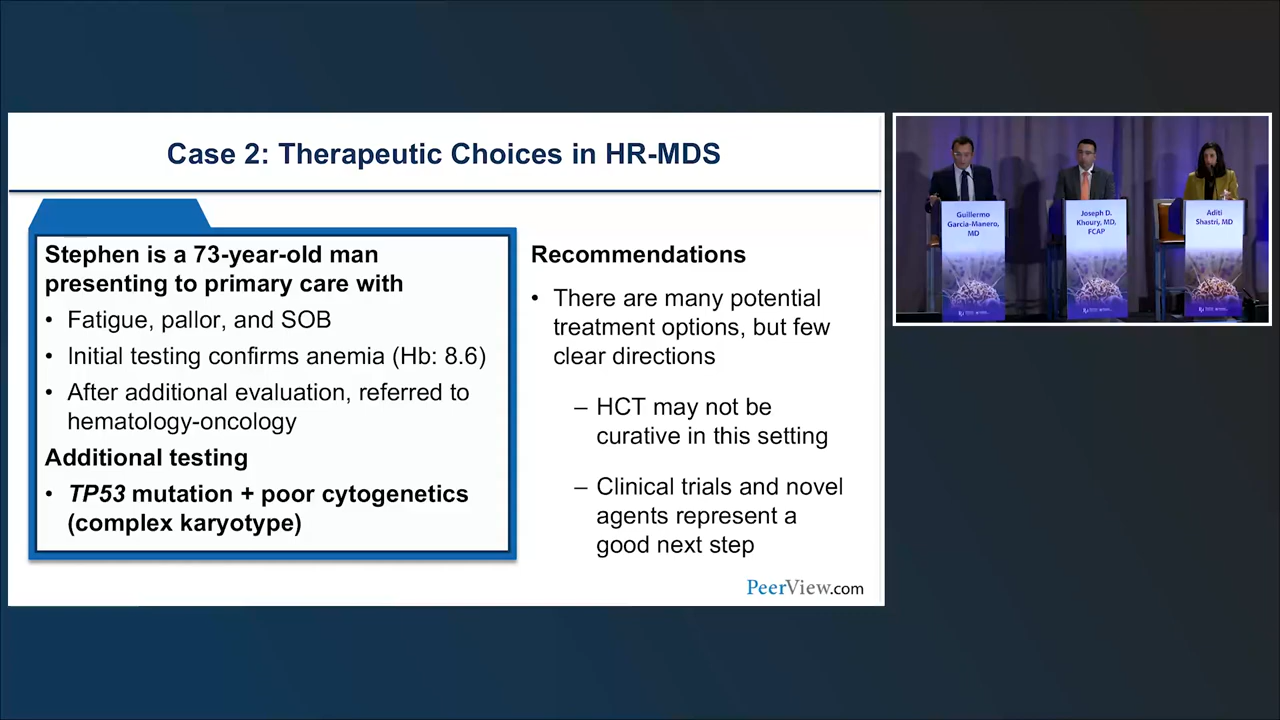 Case 2: Therapeutic Choices in HR-MDS
Stephen is a 73-year-old man
presenting to primary care with
• Fatigue, pallor, and SOB
• Initial testing confirms anemia (Hb: 8.6)
• After additional evaluation, referred to
hematology-oncology
Additional testing
• TP53 mutation + poor cytogenetics
(complex karyotype)
Recommendations
• There are many potential
treatment options, but few
clear directions
– HCT may not be
curative in this setting
– Clinical trials and novel
agents represent a
good next step
PeerView.com
Guillermo
Garcia-Manero,
MD
Joseph D.
Khoury, MD,
FCAP
Aditi
Shastri, MD